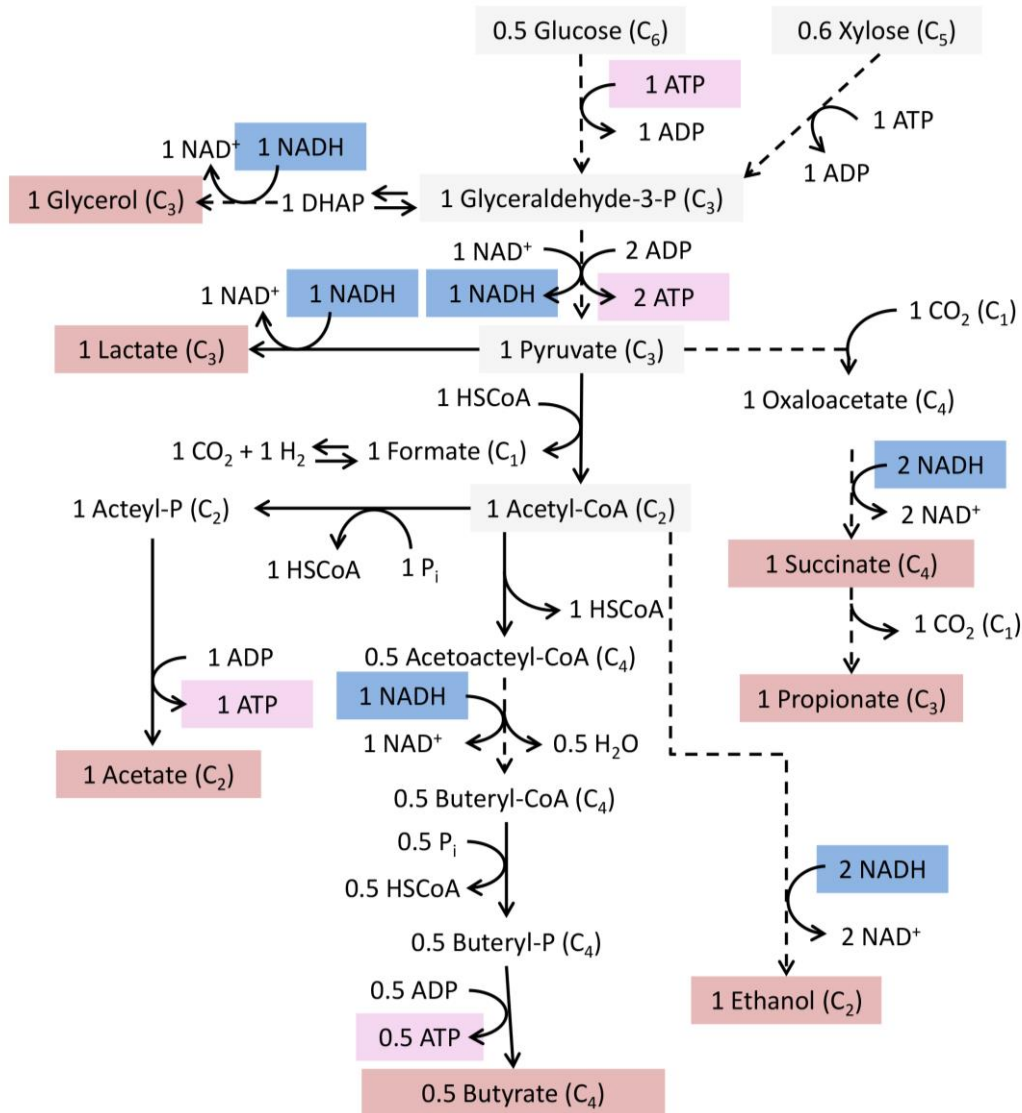 0.5 Glucose (C6)
0.6 Xylose (C5)
1 ATP
1 ADP
1 ATP
1 ADP
1 NAD+
1 NADH
1 Glycerol (C3)
1 DHAP
1 Glyceraldehyde-3-P (C3)
1 NAD+
2 ADP
1 NAD+
1 NADH
1 NADH
2 ATP
1 CO2 (C1)
1 Lactate (C3)
1 Pyruvate (C3)
1 Oxaloacetate (C4)
1 HSCoA
1 CO2 + 1 H2
1 Formate (C1)
2 NADH
2 NAD+
1 Acteyl-P (C2)
1 Acetyl-CoA (C2)
1 HSCoA
1 Pi
1 Succinate (C4)
1 HSCoA
1 CO2 (C1)
0.5 Acetoacteyl-CoA (C4)
1 ADP
1 ATP
1 NADH
1 Propionate (C3)
1 NAD+
0.5 H2O
1 Acetate (C2)
0.5 Buteryl-CoA (C4)
0.5 Pi
0.5 HSCoA
2 NADH
2 NAD+
0.5 Buteryl-P (C4)
0.5 ADP
0.5 ATP
1 Ethanol (C2)
0.5 Butyrate (C4)